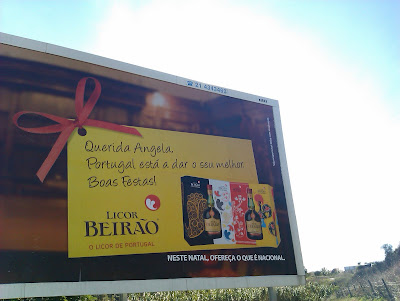 Querida Angela,
Portugal está a dar o seu melhor.
Boas Festas!
LICOR
BEIRÃO
O LICOR DE PORTUGAL
NESTE NATAL, OFEREÇA O QUE É NACIONAL.